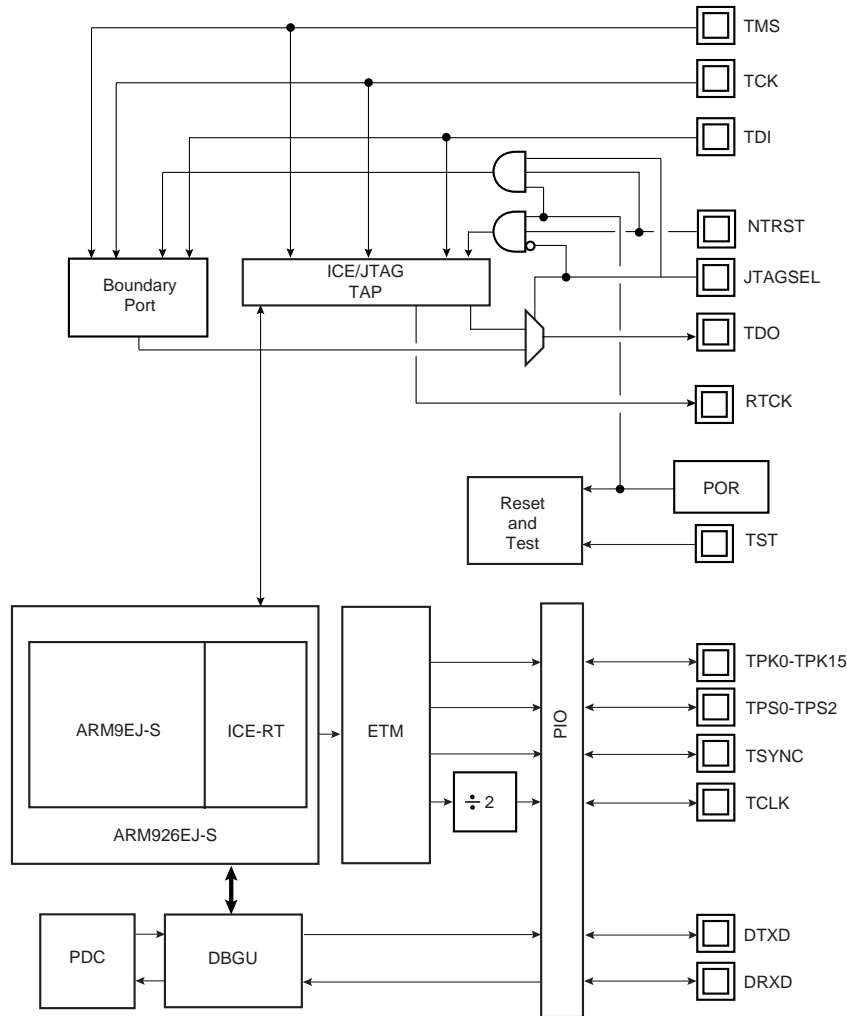 TMS
TCK
TDI
NTRST
JTAGSEL
TDO
RTCK
Boundary
Port
ICE/JTAG
TAP
POR
Reset
and
Test
TST
ARM9EJ-S
ICE-RT
ARM926EJ-S
ETM
÷ 2
PIO
TPK0-TPK15
TPS0-TPS2
TSYNC
TCLK
PDC
DBGU
DTXD
DRXD